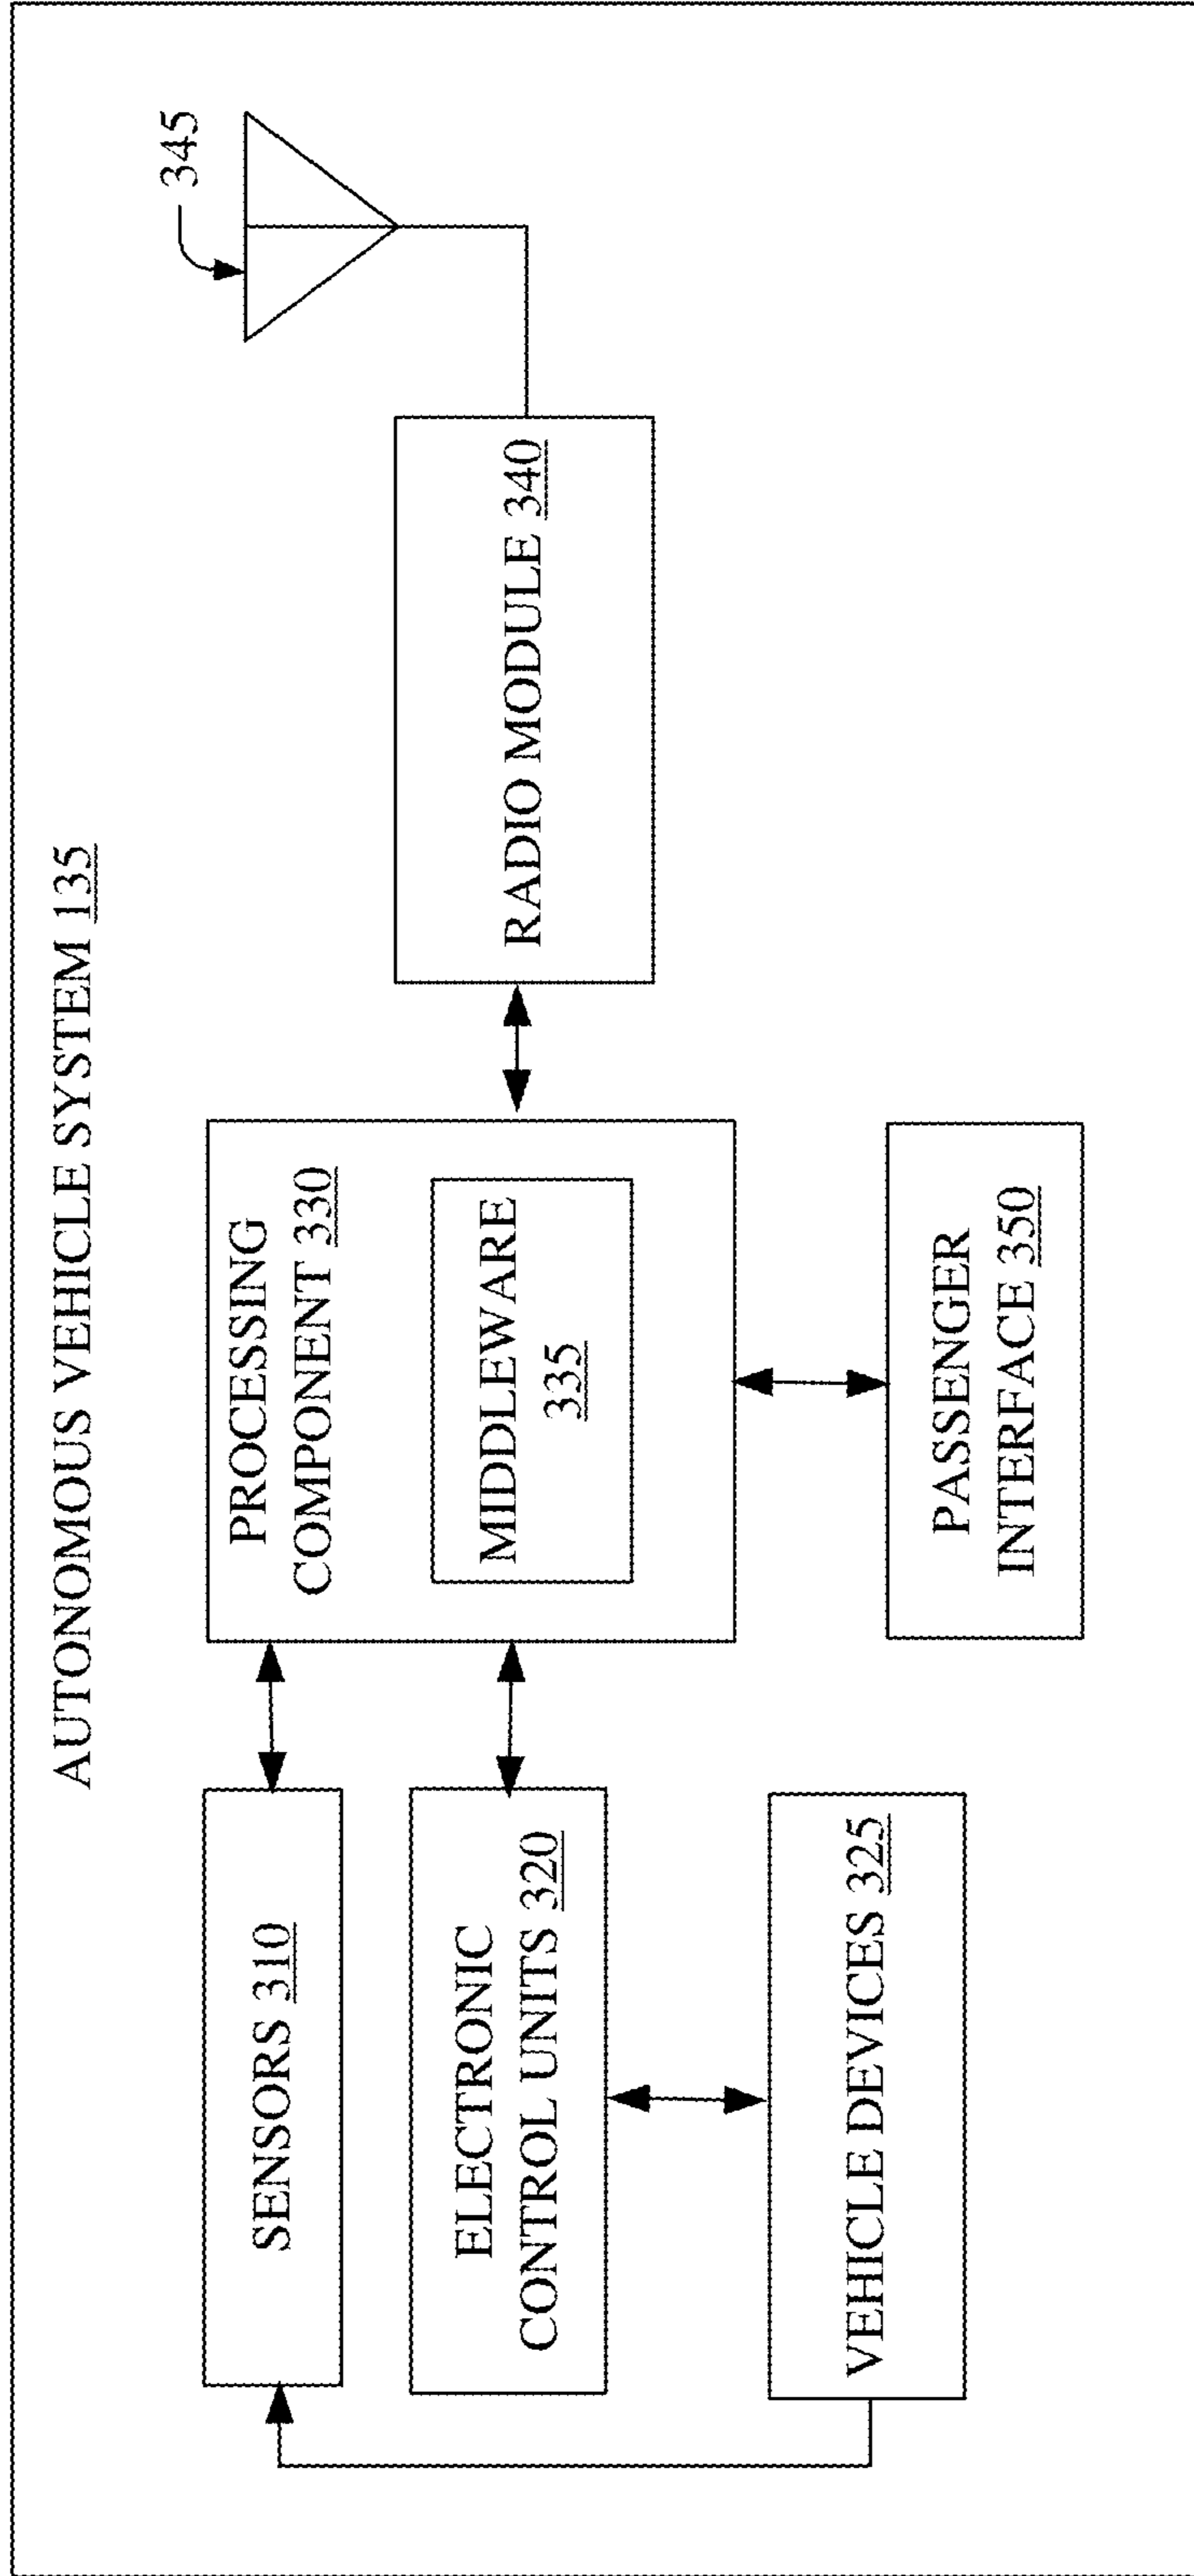 AUTONOMOUS VEHICLE SYSTEM 135
SENSORS 310
ELECTRONIC
CONTROL UNITS 320
VEHICLE DEVICES 325
PROCESSING
COMPONENT 330
MIDDLEWARE
335
PASSENGER
INTERFACE 350
RADIO MODULE 340
345